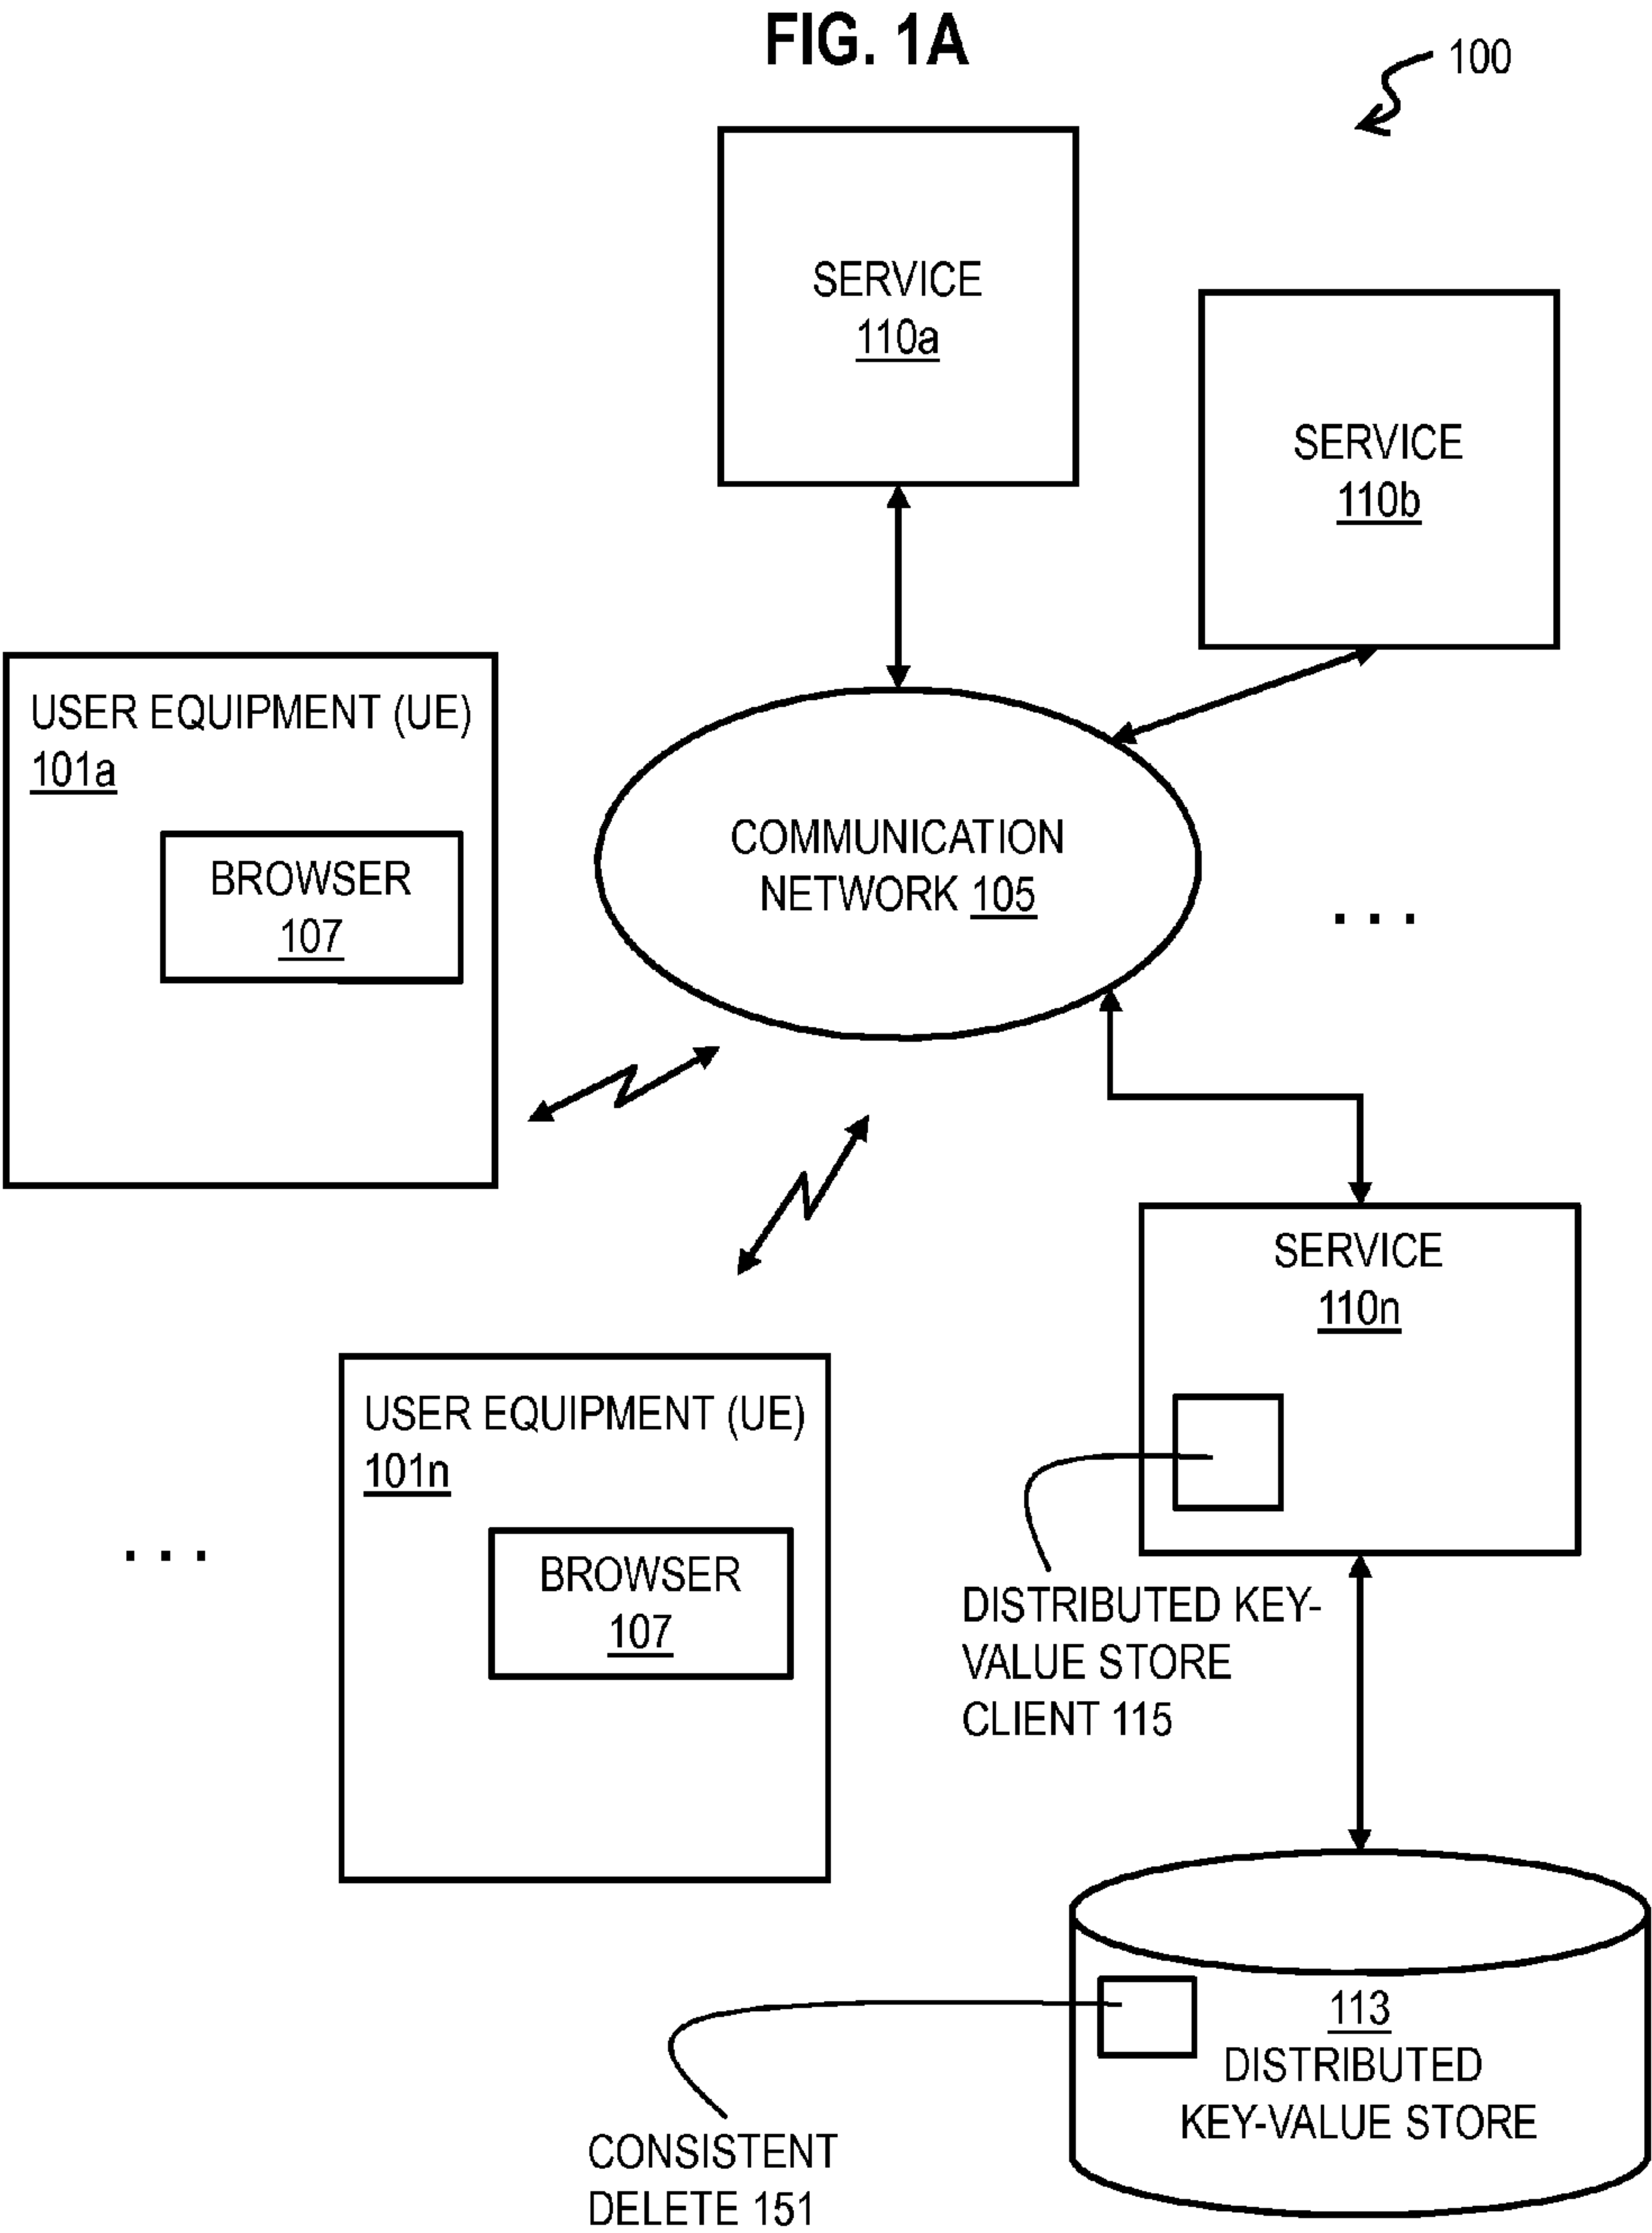 FIG. 1A
100
SERVICE
110a
SERVICE
110b
USER EQUIPMENT (UE)
101a
BROWSER
107
COMMUNICATION
NETWORK 105
. . .
SERVICE
110n
USER EQUIPMENT (UE)
101n
BROWSER
107
. . .
DISTRIBUTED KEY-
VALUE STORE
CLIENT 115
113
DISTRIBUTED
KEY-VALUE STORE
CONSISTENT
DELETE 151